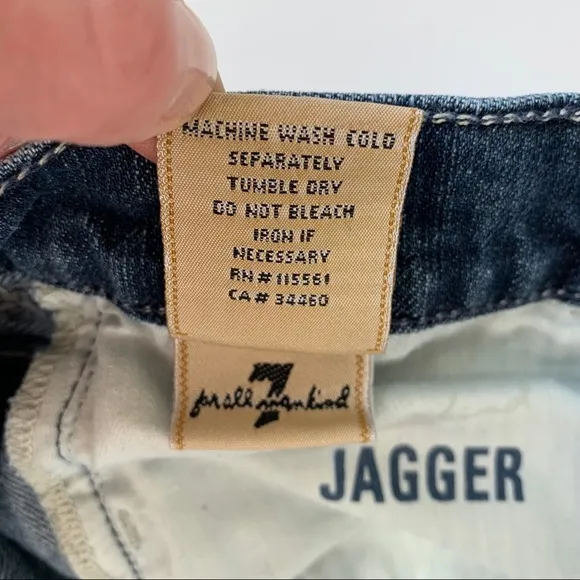 MACHINE WASH COLD
SEPARATELY
TUMBLE DRY
DO NOT BLEACH
IRON IF
NECESSARY
RN # 115561
CA# 34460
7
for all mankind
JAGGER